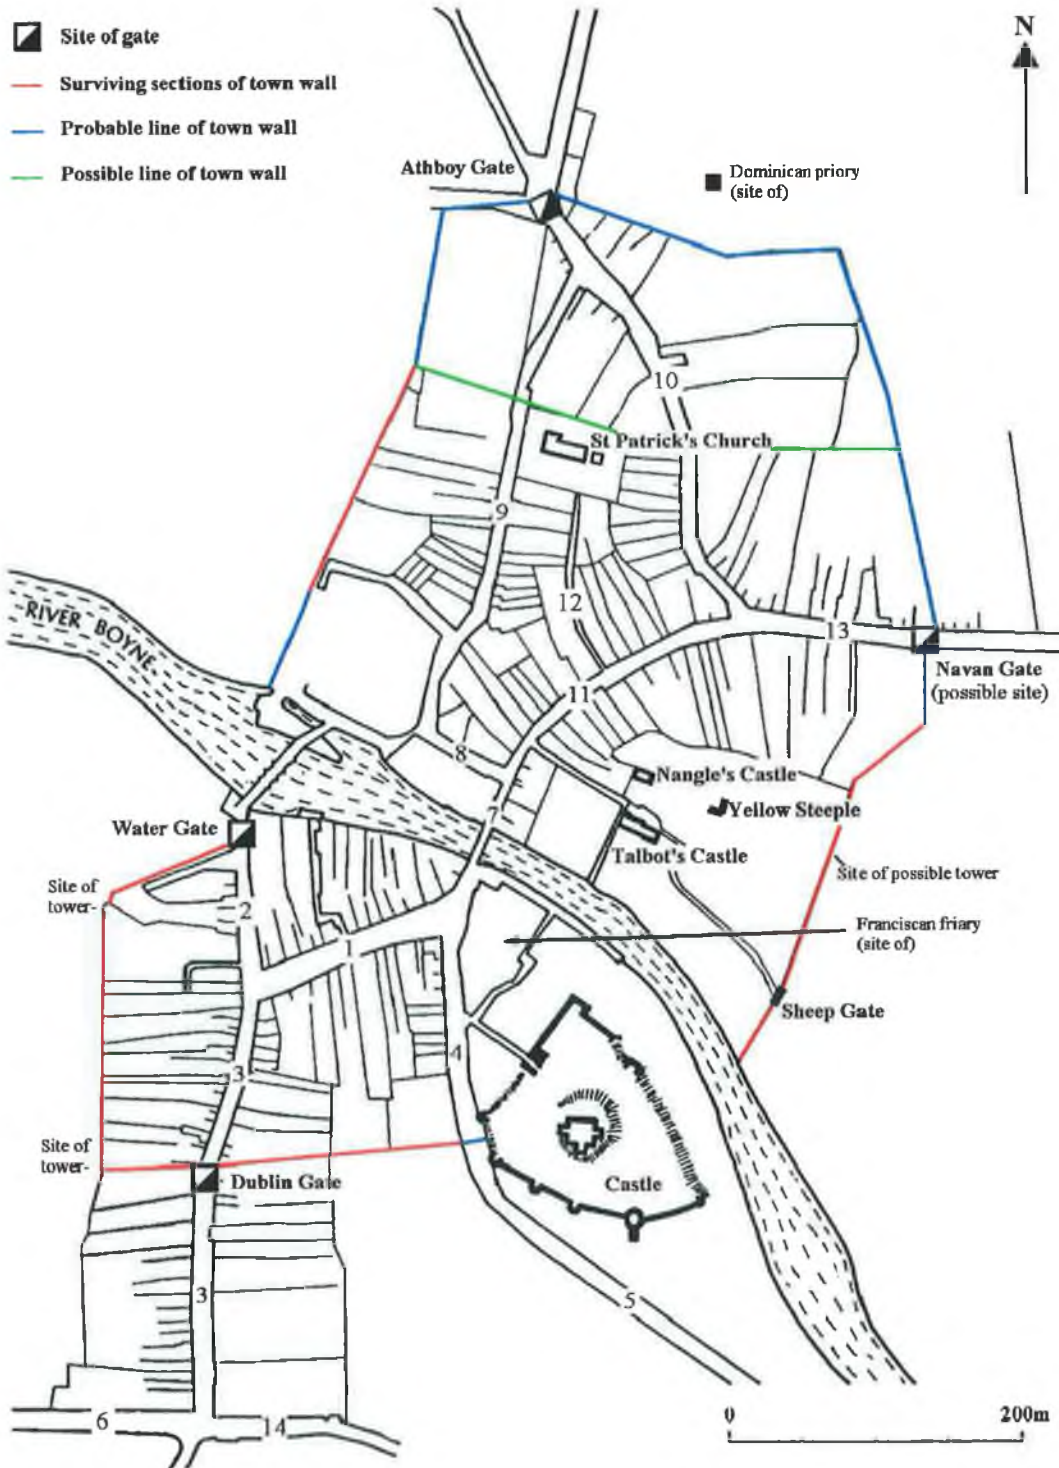 Site of gate
Surviving sections of town wall
Probable line of town wall
Possible line of town wall
N
Athboy Gate
Dominican priory
(site of)
10
St Patrick's Church
9
12
13
RIVER BOYNE
Navan Gate
(possible site)
11
8
Nangle's Castle
7
Yellow Steeple
Water Gate
Talbot's Castle
Site of
tower-
Site of possible tower
2
Franciscan friary
(site of)
1
Sheep Gate
4
3
Site of
tower-
Dublin Gate
Castle
3
5
6
14
0
200m